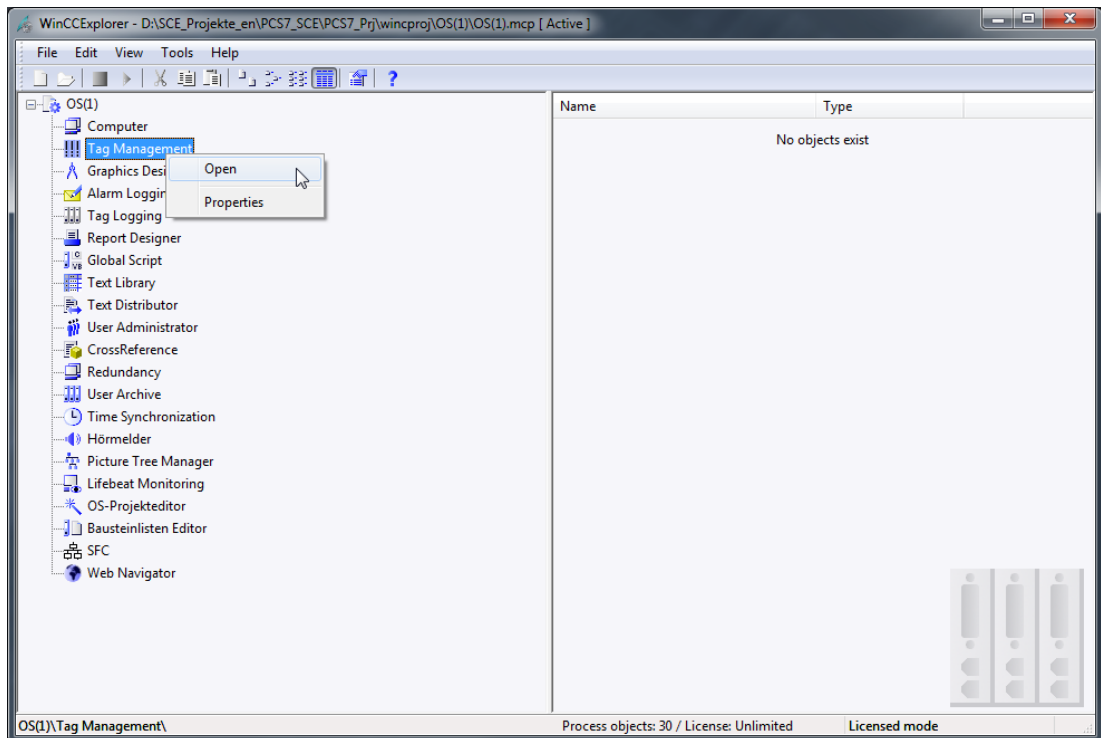 WinCCExplorer - D:\SCE_Projekte_en\PCS7_SCE\PCS7_Prj\wincproj\OS(1)\OS(1).mcp [ Active ]
File Edit View Tools Help
OS(1)
Computer
Tag Management
Graphics Desi
Alarm Loggin
Tag Logging
Report Designer
Global Script
Text Library
Text Distributor
User Administrator
CrossReference
Redundancy
User Archive
Time Synchronization
Hörmelder
Picture Tree Manager
Lifebeat Monitoring
OS-Projekteditor
Bausteinlisten Editor
SFC
Web Navigator
Open
Properties
Name Type
No objects exist
OS(1)\Tag Management\ Process objects: 30 / License: Unlimited Licensed mode